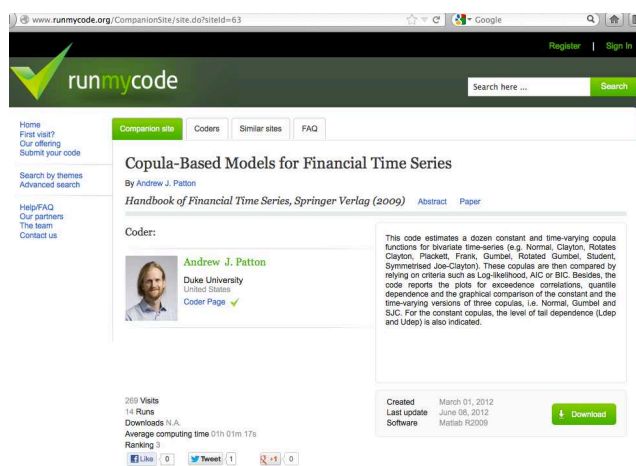 www.runmycode.org/CompanionSite/site.do?siteId=63
Google
Register | Sign In
runmycode
Search here ...
Search
Home
First visit?
Our offering
Submit your code
Search by themes
Advanced search
Help/FAQ
Our partners
The team
Contact us
Companion site
Coders
Similar sites
FAQ
Copula-Based Models for Financial Time Series
By Andrew J. Patton
Handbook of Financial Time Series, Springer Verlag (2009) Abstract Paper
Coder:
Andrew J. Patton
Duke University
United States
Coder Page
This code estimates a dozen constant and time-varying copula
functions for bivariate time-series (e.g. Normal, Clayton, Rotates
Clayton, Plackett, Frank, Gumbel, Rotated Gumbel, Student,
Symmetrised Joe-Clayton). These copulas are then compared by
relying on criteria such as Log-likelihood, AIC or BIC. Besides, the
code reports the plots for exceedence correlations, quantile
dependence and the graphical comparison of the constant and the
time-varying versions of three copulas, i.e. Normal, Gumbel and
SJC. For the constant copulas, the level of tail dependence (Ldep
and Udep) is also indicated.
269 Visits
14 Runs
Downloads N.A.
Average computing time 01h 01m 17s
Ranking 3
Like 0 Tweet 1 +1 0
Created March 01, 2012
Last update June 08, 2012
Software Matlab R2009
Download